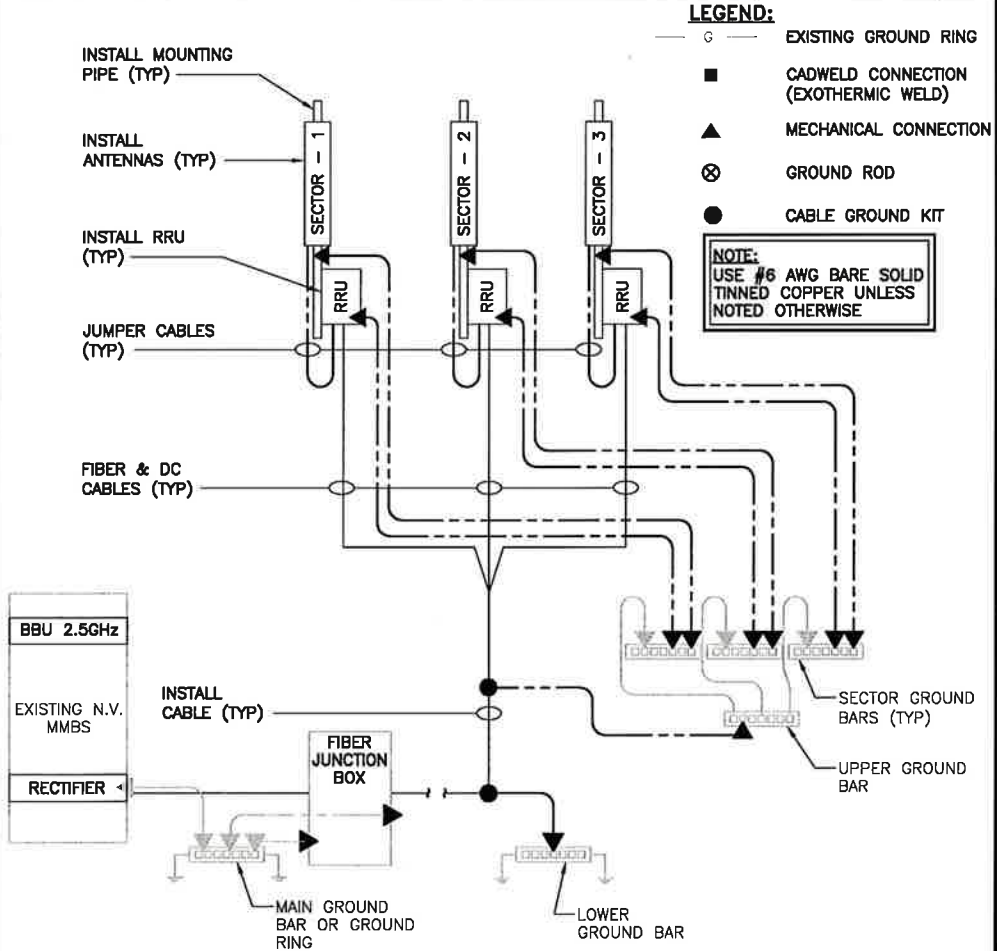 LEGEND:
G EXISTING GROUND RING
CADWELD CONNECTION
(EXOTHERMIC WELD)
MECHANICAL CONNECTION
GROUND ROD
CABLE GROUND KIT
NOTE:
USE #6 AWG BARE SOLID
TINNED COPPER UNLESS
NOTED OTHERWISE
INSTALL MOUNTING
PIPE (TYP)
INSTALL
ANTENNAS (TYP)
INSTALL RRU
(TYP)
JUMPER CABLES
(TYP)
FIBER & DC
CABLES (TYP)
SECTOR - 1
SECTOR - 2
SECTOR - 3
RRU
RRU
RRU
BBU 2.5GHz
EXISTING N.V.
MMBS
RECTIFIER
INSTALL
CABLE (TYP)
FIBER
JUNCTION
BOX
SECTOR GROUND
BARS (TYP)
UPPER GROUND
BAR
MAIN GROUND
BAR OR GROUND
RING
LOWER
GROUND BAR